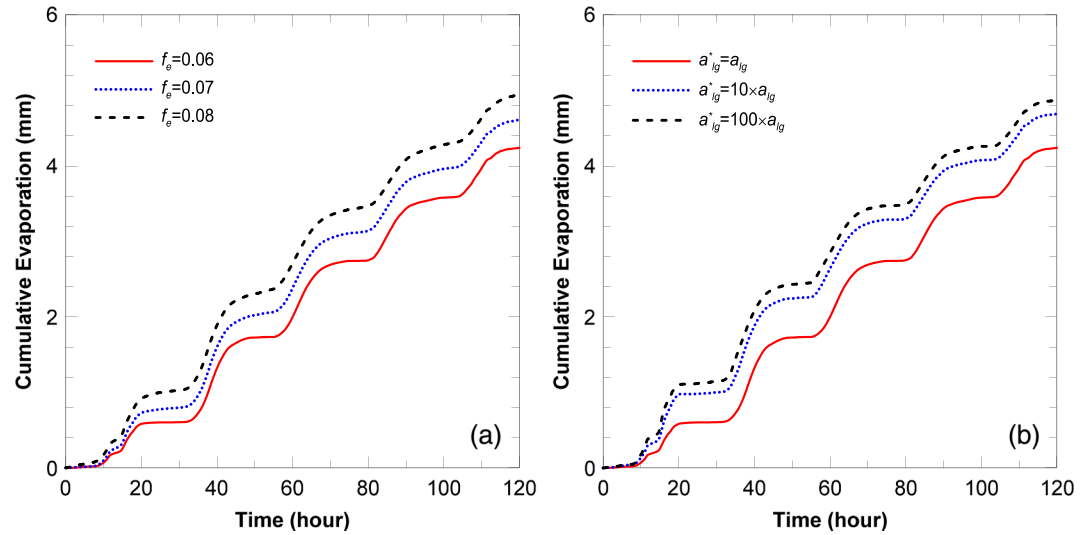 6
4
2
0
Cumulative Evaporation (mm)
fₑ=0.06
fₑ=0.07
fₑ=0.08
(a)
0 20 40 60 80 100 120
Time (hour)
6
4
2
0
Cumulative Evaporation (mm)
a*lg=alg
a*lg=10×alg
a*lg=100×alg
(b)
0 20 40 60 80 100 120
Time (hour)